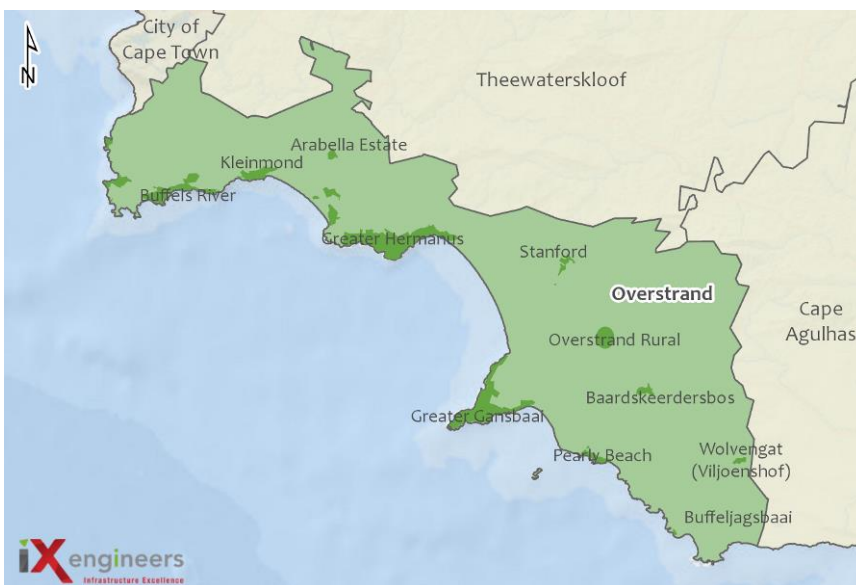 City of
Cape Town
N
Theewaterskloof
Arabella Estate
Kleinmond
Buffels River
Greater Hermanus
Stanford
Overstrand
Cape
Agulhas
Overstrand Rural
Baardskeerdersbos
Greater Gansbaai
Pearly Beach
Wolvengat
(Viljoenshof)
Buffeljagsbaai
iX engineers
Infrastructure Excellence